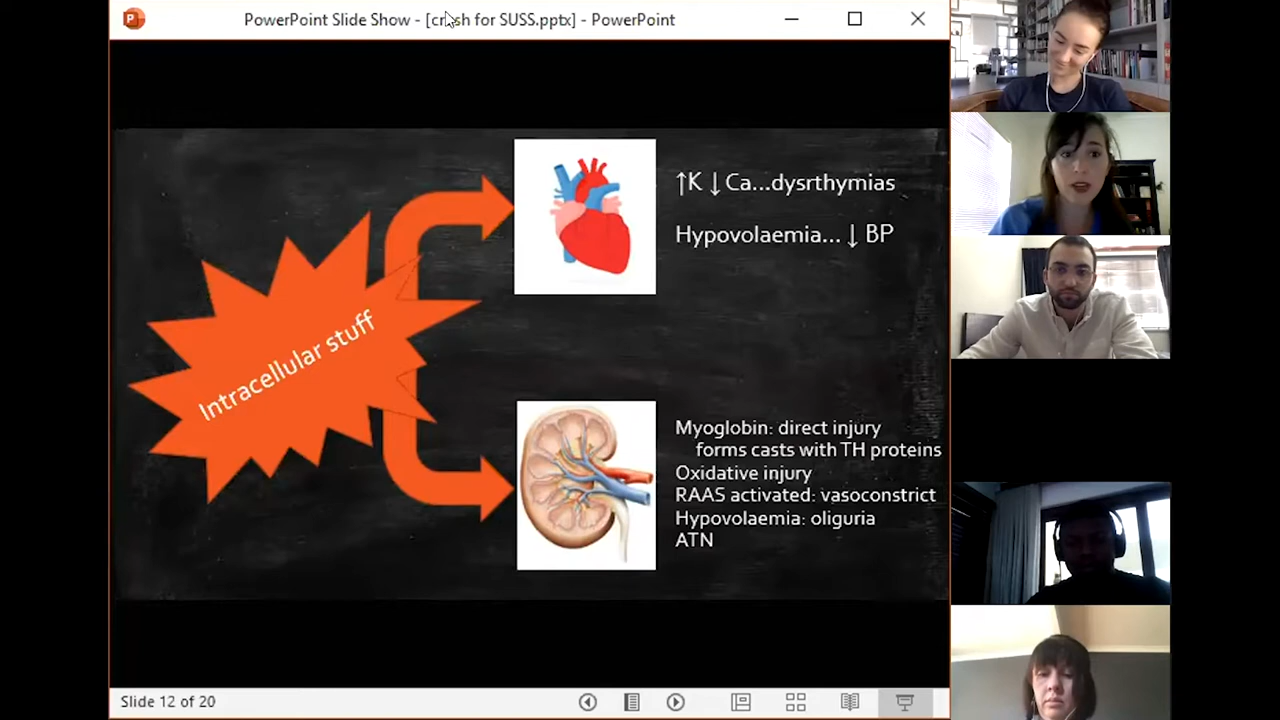 PowerPoint Slide Show - [crush for SUSS.pptx] - PowerPoint
↑K ↓ Ca...dysrthymias
Hypovolaemia... ↓ BP
Intracellular stuff
Myoglobin: direct injury
forms casts with TH proteins
Oxidative injury
RAAS activated: vasoconstrict
Hypovolaemia: oliguria
ATN
Slide 12 of 20